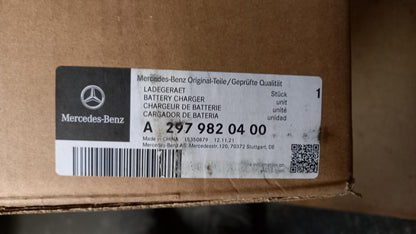 Mercedes-Benz Original-Teile/Geprüfte Qualität
LADEGERAET Stück 1
BATTERY CHARGER unit
CHARGEUR DE BATTERIE unité
CARGADOR DE BATERIA unidad
Mercedes-Benz
A 297 982 04 00
Made in CHINA 15350879 12.11.21
Mercedes-Benz AG, Mercedesstr.120, 70372 Stuttgart, DE